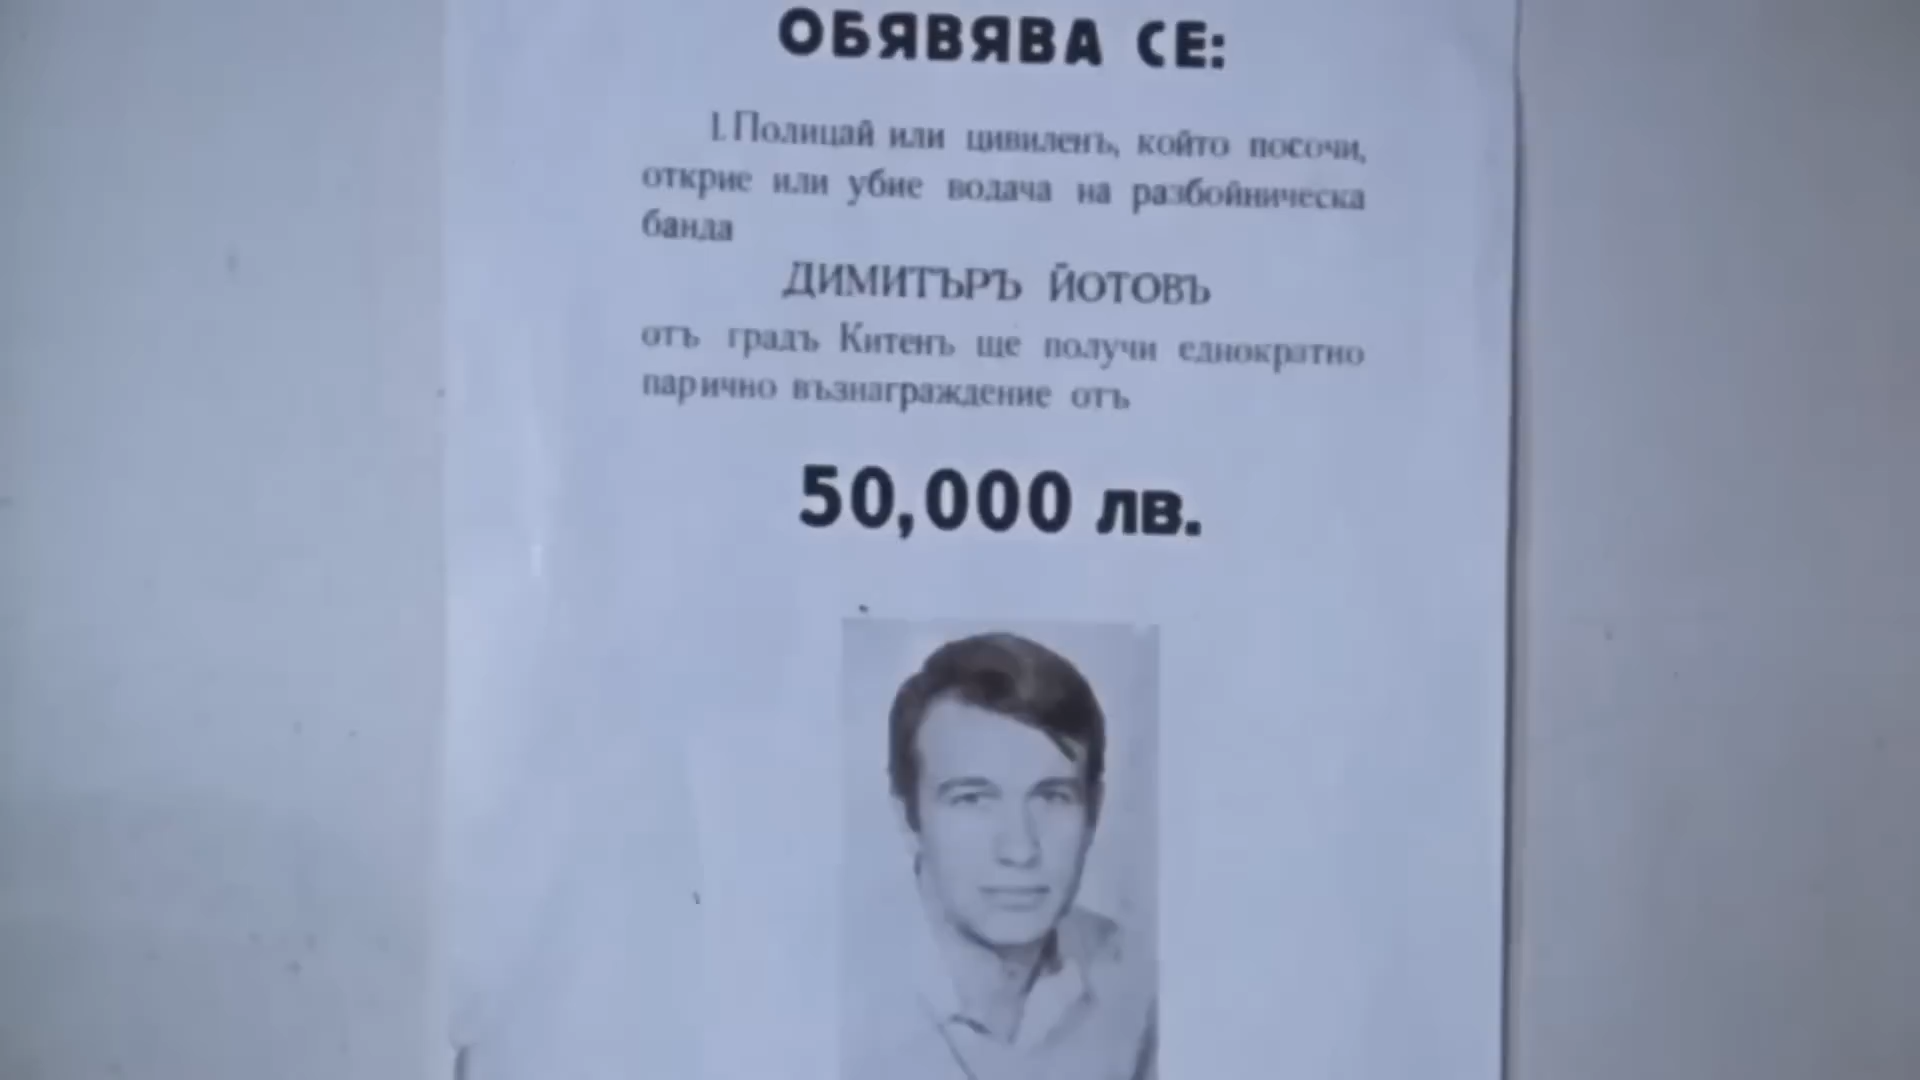 ОБЯВЯВА СЕ:
1. Полицай или цивиленъ, който посочи,
открие или убие водача на разбойническа
банда
ДИМИТЪРЪ ЙОТОВЪ
отъ градъ Китенъ ще получи еднократно
парично възнаграждение отъ
50,000 лв.